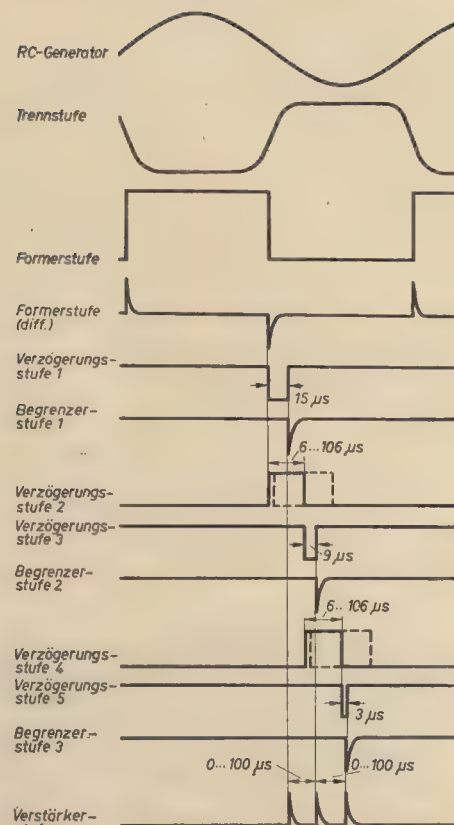 RC-Generator
Trennstufe
Formerstufe
Formerstufe
(diff.)
Verzögerungs-
stufe 1
15 µs
Begrenzer-
stufe 1
6...106 µs
Verzögerungs-
stufe 2
Verzögerungs-
stufe 3
9 µs
Begrenzer-
stufe 2
6...106 µs
Verzögerungs-
stufe 4
Verzögerungs-
stufe 5
3 µs
Begrenzer-
stufe 3
0...100 µs
0...100 µs
Verstärker-